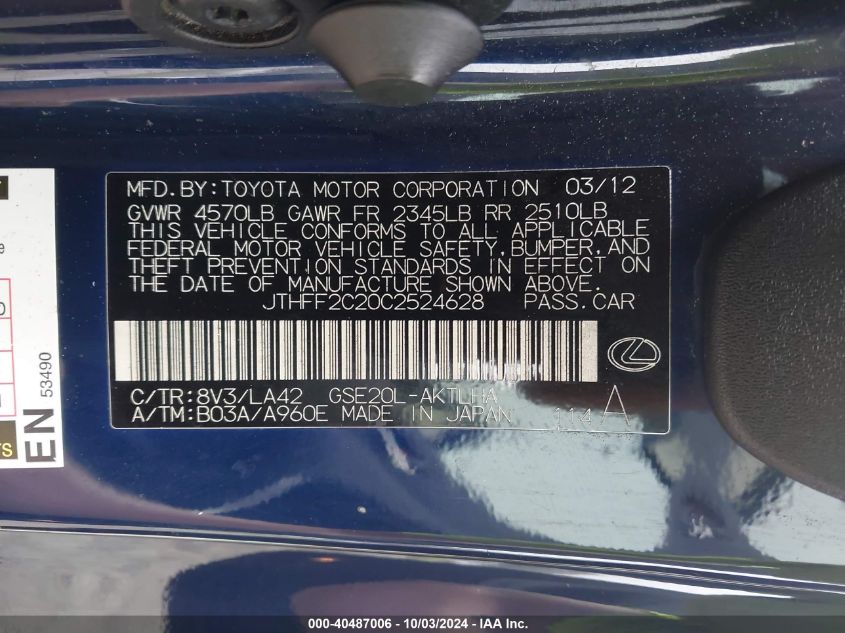 MFD.BY:TOYOTA MOTOR CORPORATION 03/12
GVWR 4570LB GAWR FR 2345LB RR 2510LB
THIS VEHICLE CONFORMS TO ALL APPLICABLE
FEDERAL MOTOR VEHICLE SAFETY, BUMPER, AND
THEFT PREVENTION STANDARDS IN EFFECT ON
THE DATE OF MANUFACTURE SHOWN ABOVE.
JTHFF2C20C2524628 PASS.CAR
C/TR:8V3/LA42 GSE20L-AKTLHA
A/TM:B03A/A960E MADE IN JAPAN 114 A
EN 53490
000-40487006 - 10/03/2024 - IAA Inc.